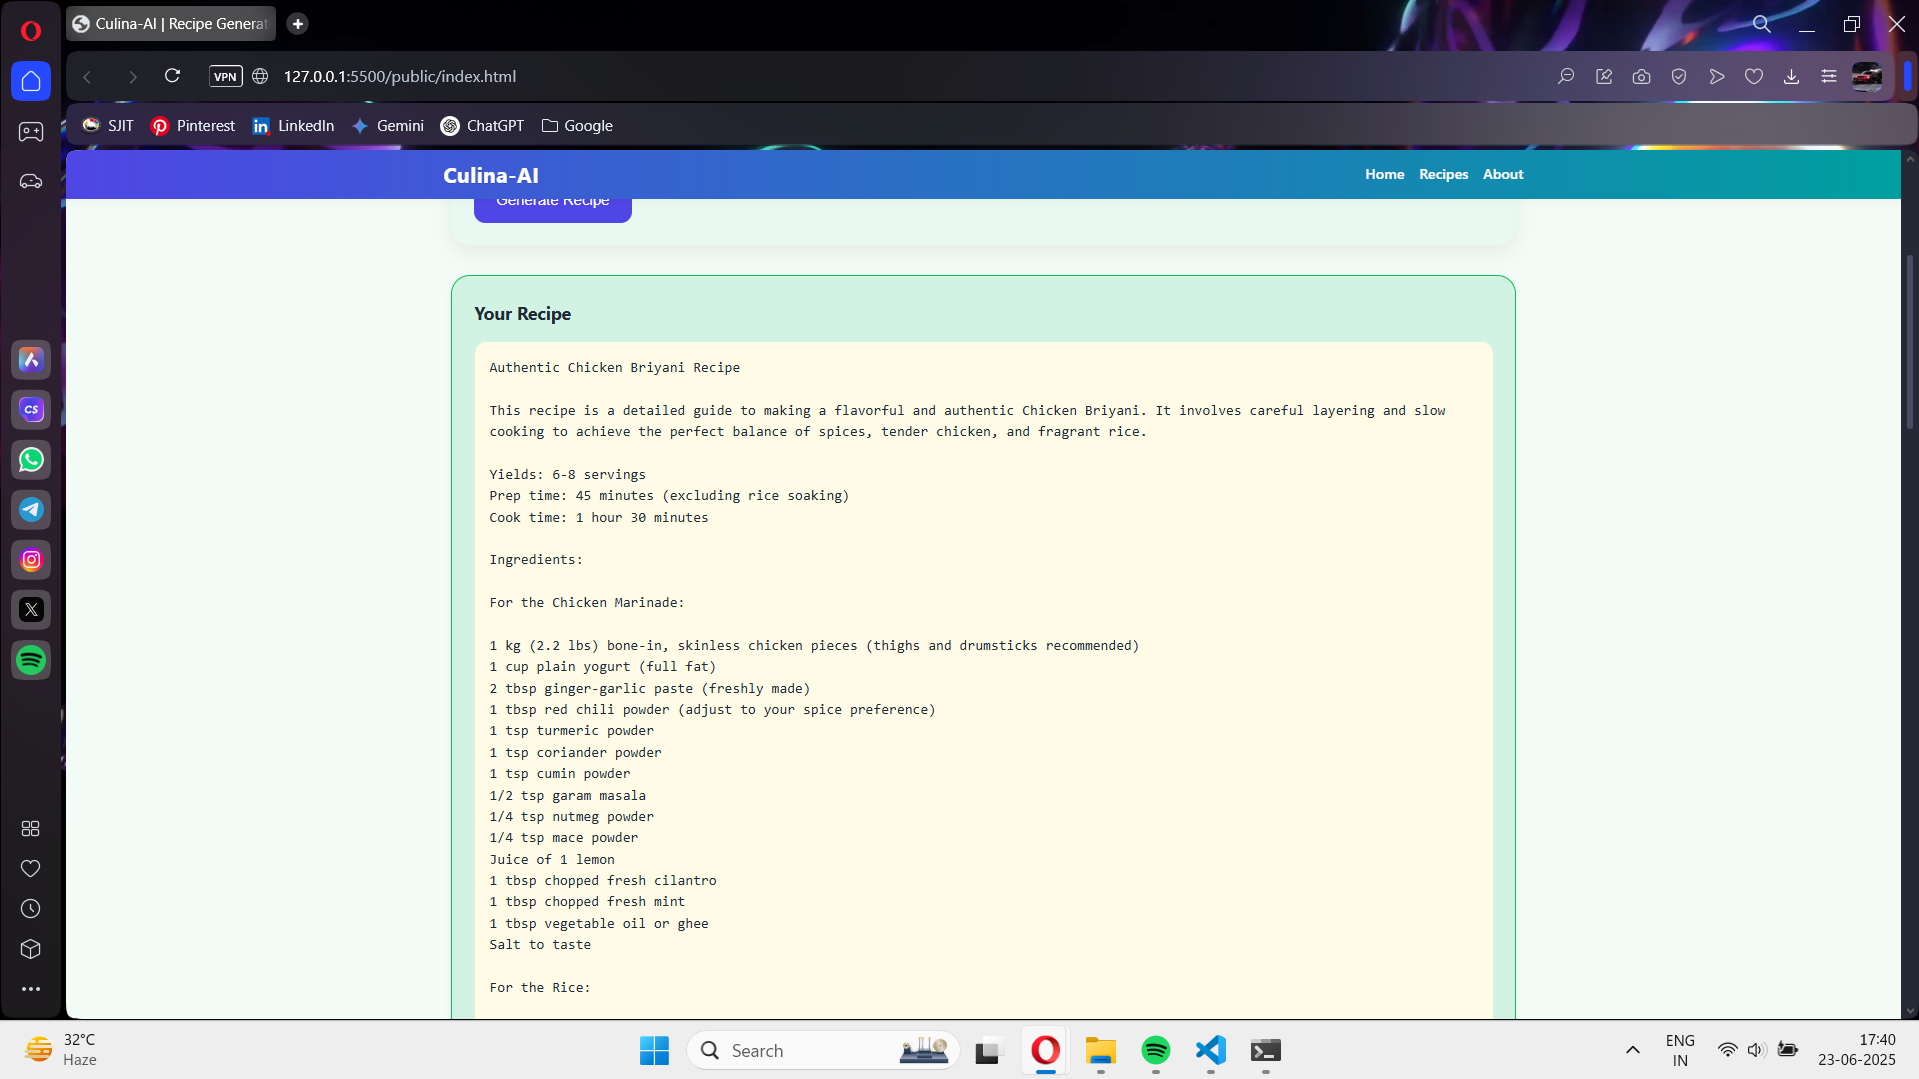 Culina-AI | Recipe Generat
VPN
127.0.0.1:5500/public/index.html
SJIT
Pinterest
LinkedIn
Gemini
ChatGPT
Google
Culina-AI
Home
Recipes
About
Generate Recipe
Your Recipe
Authentic Chicken Briyani Recipe
This recipe is a detailed guide to making a flavorful and authentic Chicken Briyani. It involves careful layering and slow
cooking to achieve the perfect balance of spices, tender chicken, and fragrant rice.
Yields: 6-8 servings
Prep time: 45 minutes (excluding rice soaking)
Cook time: 1 hour 30 minutes
Ingredients:
For the Chicken Marinade:
1 kg (2.2 lbs) bone-in, skinless chicken pieces (thighs and drumsticks recommended)
1 cup plain yogurt (full fat)
2 tbsp ginger-garlic paste (freshly made)
1 tbsp red chili powder (adjust to your spice preference)
1 tsp turmeric powder
1 tsp coriander powder
1 tsp cumin powder
1/2 tsp garam masala
1/4 tsp nutmeg powder
1/4 tsp mace powder
Juice of 1 lemon
1 tbsp chopped fresh cilantro
1 tbsp chopped fresh mint
1 tbsp vegetable oil or ghee
Salt to taste
For the Rice:
CS
32°C
Haze
Search
ENG
IN
17:40
23-06-2025